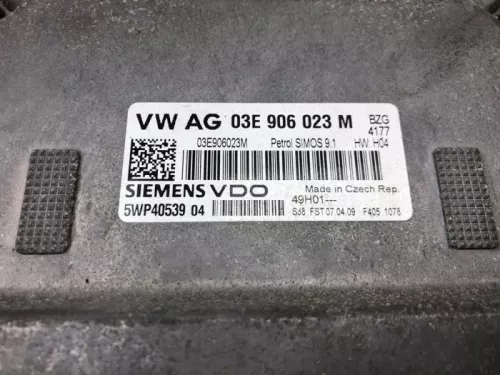 VW AG 03E 906 023 M BZG
4177
03E906023M Petrol SIMOS 9.1 HW: H04
SIEMENS VDO Made in Czech Rep.
49H01---
5WP40539 04 SJ8 FST 07.04.09 F405 1078